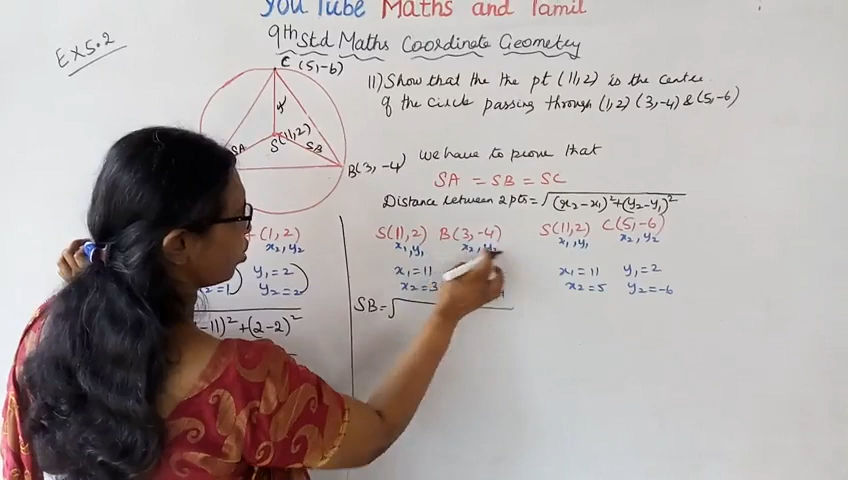 YouTube Maths and Tamil
9th Std Maths Coordinate Geometry
Ex 5.2
C (5,-6)
11) Show that the the pt (11,2) is the centre
of the circle passing through (1,2) (3,-4) & (5,-6)
S(11,2)
SA
SB
B(3,-4)
We have to prove that
SA = SB = SC
Distance between 2 pts = √(x₂-x₁)²+(y₂-y₁)²
(1,2)
x₂,y₂
y₁=2
y₂=2
-11)²+(2-2)²
S(11,2) B(3,-4)
x₁,y₁ x₂,y₂
x₁=11
x₂=3
SB=√
S(11,2) C(5,-6)
x₁,y₁ x₂,y₂
x₁=11 y₁=2
x₂=5 y₂=-6